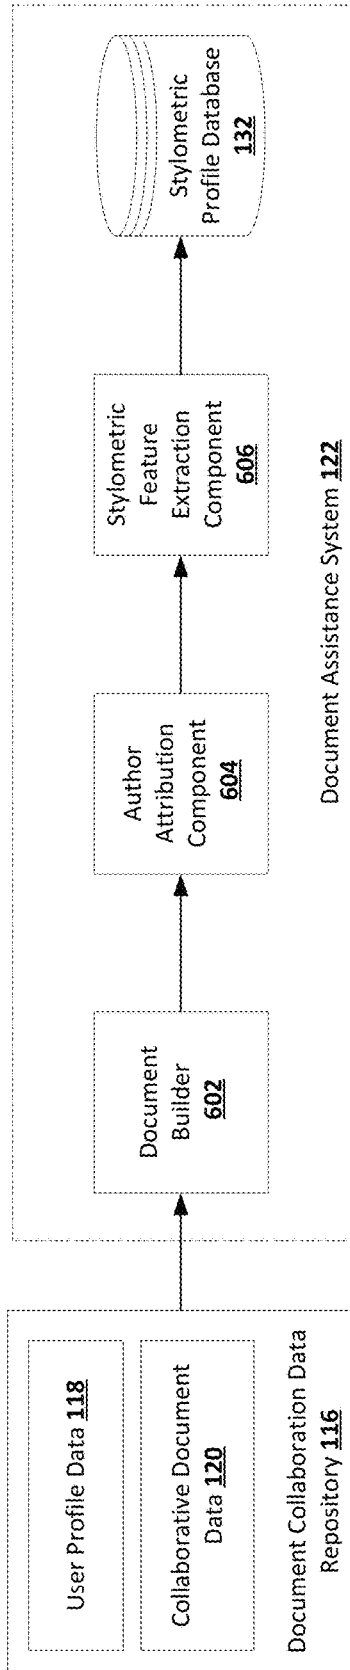 User Profile Data 118
Collaborative Document
Data 120
Document Collaboration Data
Repository 116
Document
Builder
602
Author
Attribution
Component
604
Stylometric
Feature
Extraction
Component
606
Stylometric
Profile Database
132
Document Assistance System 122